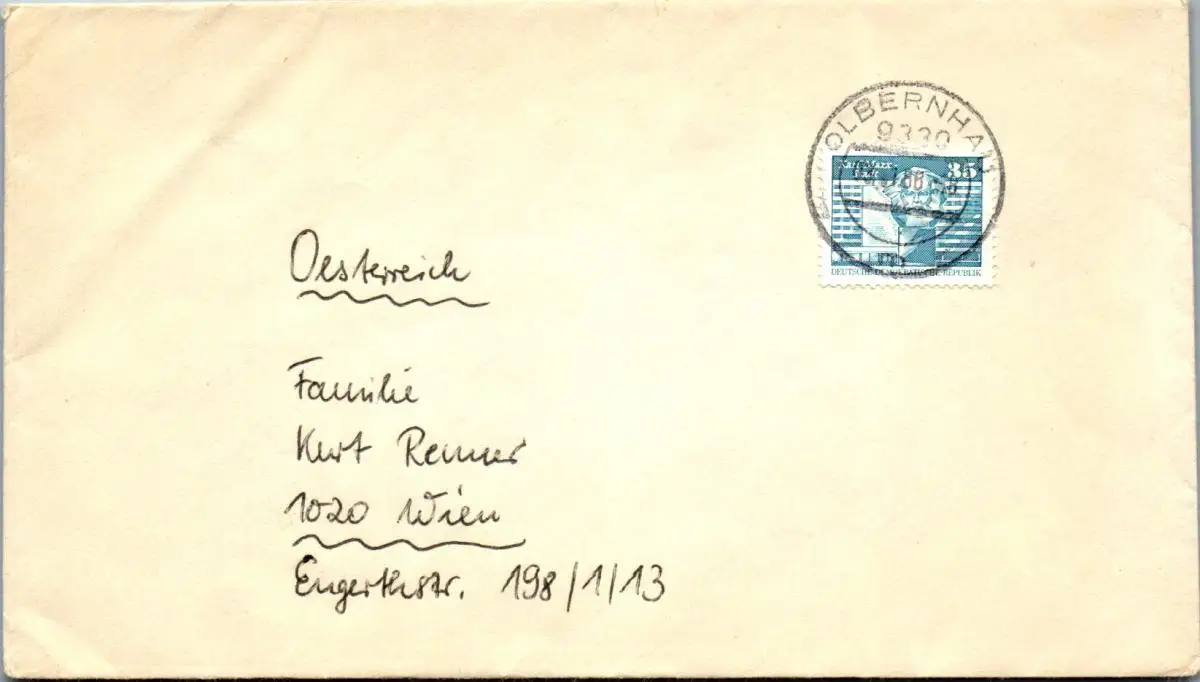 OLBERNHAU
9330
Karl-Marx-
Stadt
35
DEUTSCHE DEMOKRATISCHE REPUBLIK
Oesterreich
Familie
Kurt Renner
1020 Wien
Engerthstr. 198/1/13